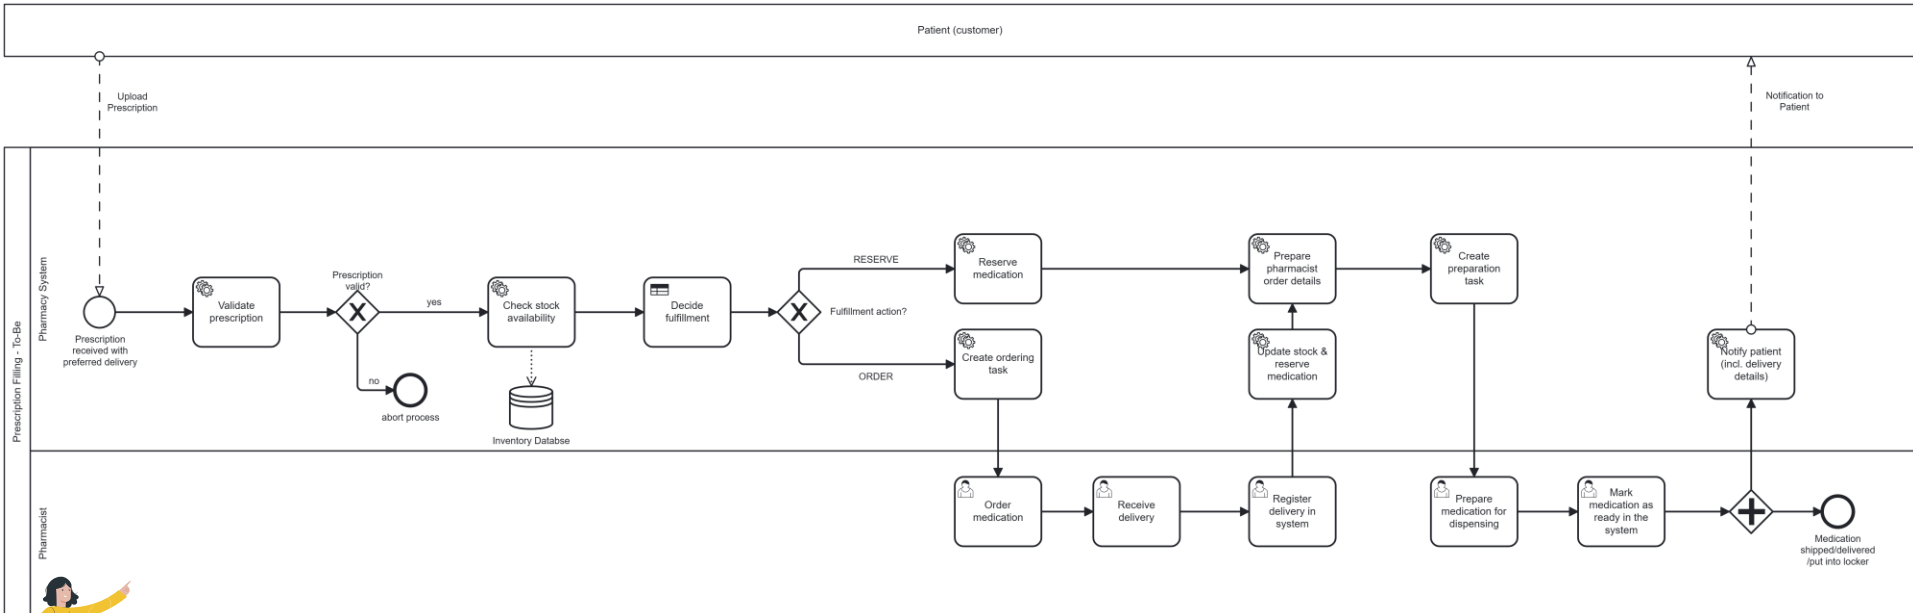 Patient (customer)
Upload
Prescription
Notification to
Patient
Prescription Filling - To-Be
Pharmacy System
Prescription
received with
preferred delivery
Validate
prescription
Prescription
valid?
yes
no
abort process
Check stock
availability
Inventory Databse
Decide
fulfillment
Fulfillment action?
RESERVE
ORDER
Reserve
medication
Create ordering
task
Prepare
pharmacist
order details
Update stock &
reserve
medication
Create
preparation
task
Notify patient
(incl. delivery
details)
Pharmacist
Order
medication
Receive
delivery
Register
delivery in
system
Prepare
medication for
dispensing
Mark
medication as
ready in the
system
Medication
shipped/delivered
/put into locker